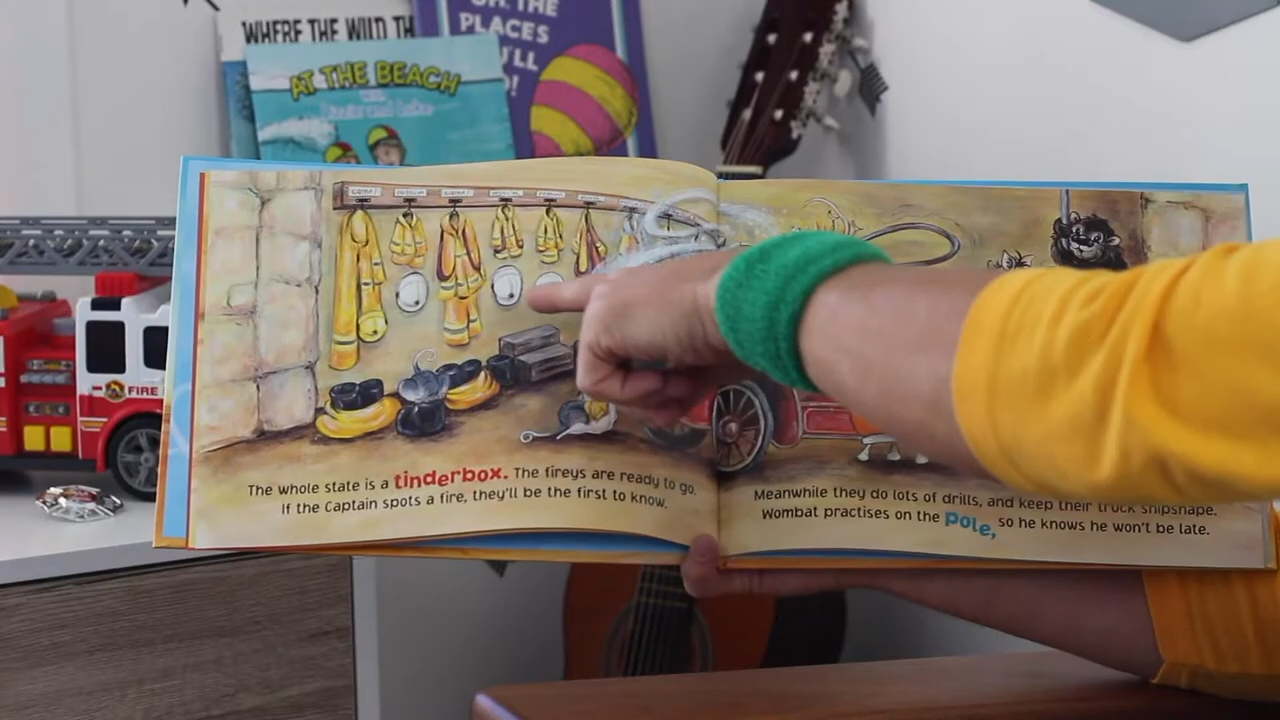 WHERE THE WILD TH
OH, THE
PLACES
AT THE BEACH
FIRE
The whole state is a tinderbox. The fireys are ready to go.
If the Captain spots a fire, they'll be the first to know.
Meanwhile they do lots of drills, and keep their truck shipshape.
Wombat practises on the pole, so he knows he won't be late.